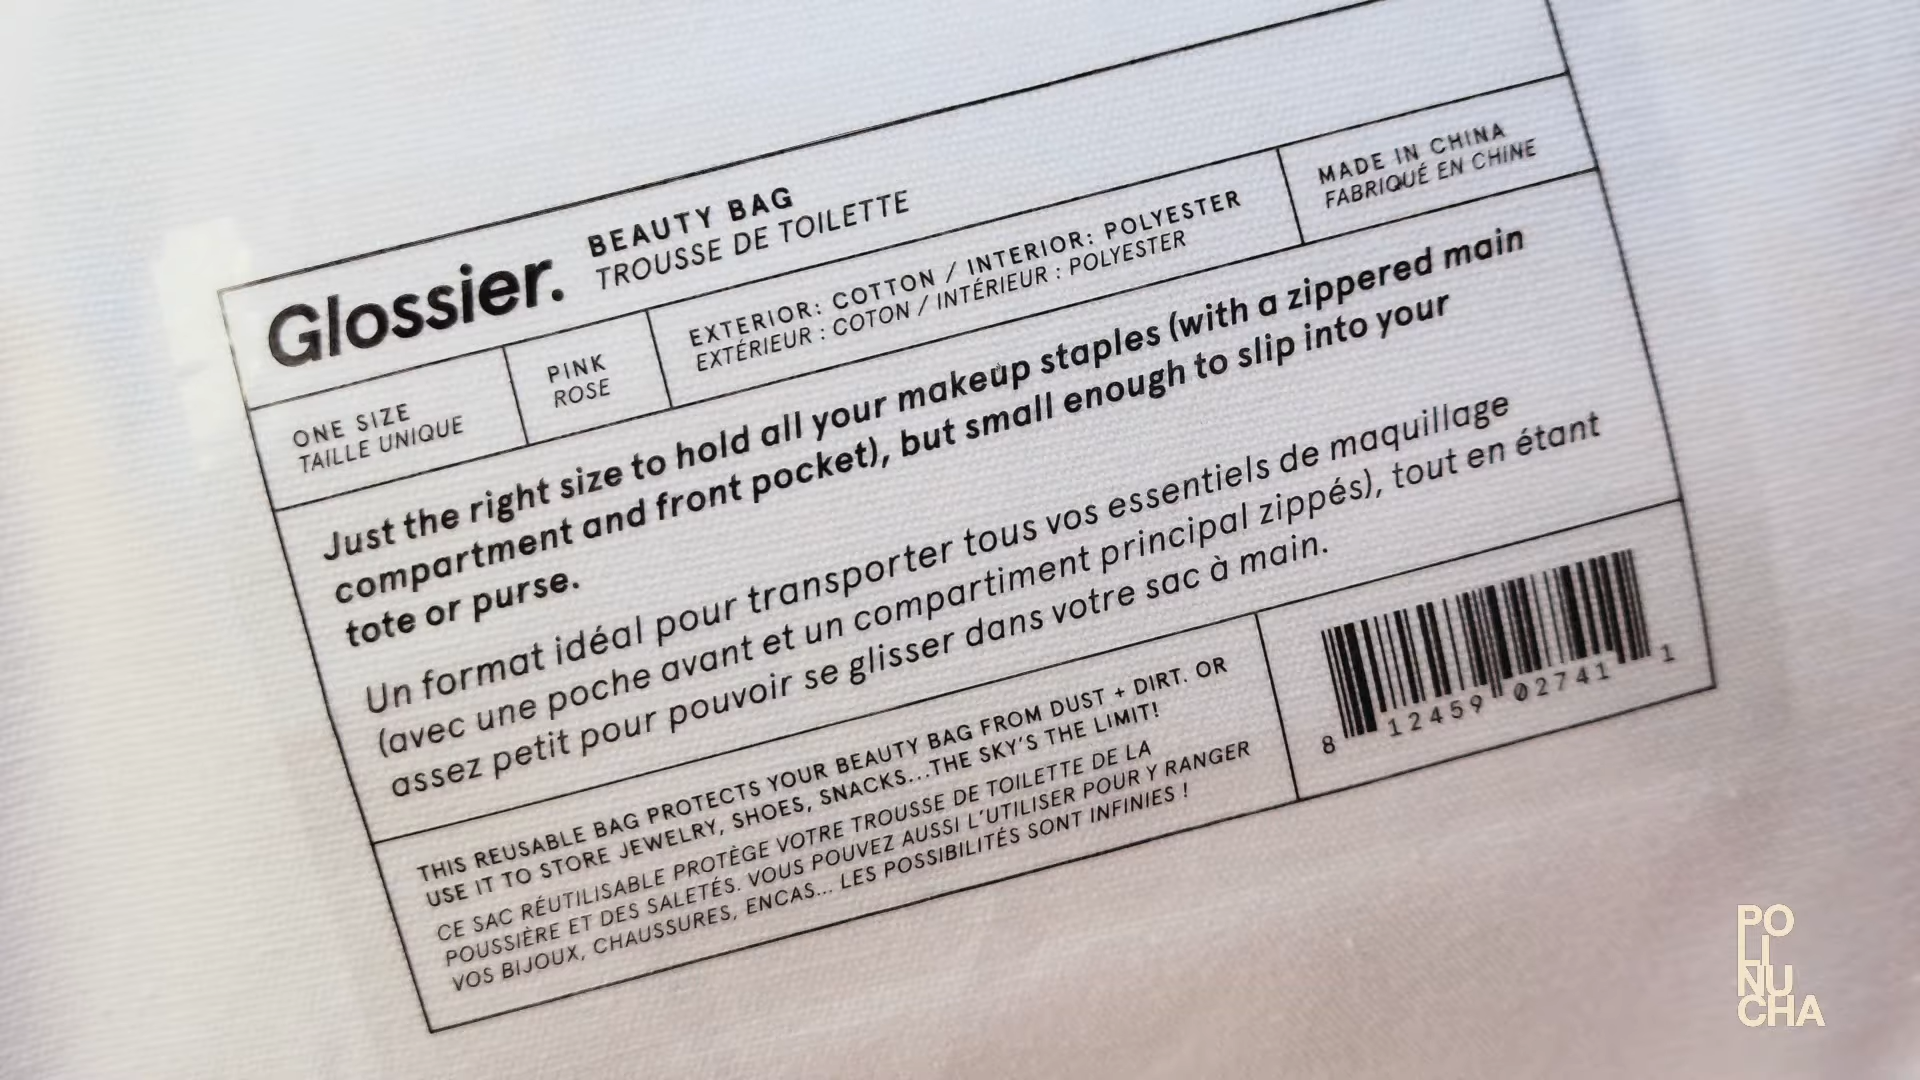 Glossier.
BEAUTY BAG
TROUSSE DE TOILETTE
ONE SIZE
TAILLE UNIQUE
PINK
ROSE
EXTERIOR: COTTON / INTERIOR: POLYESTER
EXTÉRIEUR : COTON / INTÉRIEUR : POLYESTER
MADE IN CHINA
FABRIQUÉ EN CHINE
Just the right size to hold all your makeup staples (with a zippered main
compartment and front pocket), but small enough to slip into your
tote or purse.
Un format idéal pour transporter tous vos essentiels de maquillage
(avec une poche avant et un compartiment principal zippés), tout en étant
assez petit pour pouvoir se glisser dans votre sac à main.
THIS REUSABLE BAG PROTECTS YOUR BEAUTY BAG FROM DUST + DIRT. OR
USE IT TO STORE JEWELRY, SHOES, SNACKS...THE SKY'S THE LIMIT!
CE SAC RÉUTILISABLE PROTÈGE VOTRE TROUSSE DE TOILETTE DE LA
POUSSIÈRE ET DES SALETÉS. VOUS POUVEZ AUSSI L'UTILISER POUR Y RANGER
VOS BIJOUX, CHAUSSURES, ENCAS... LES POSSIBILITÉS SONT INFINIES !
8 12459 02741 1
PO
LI
NU
CHA